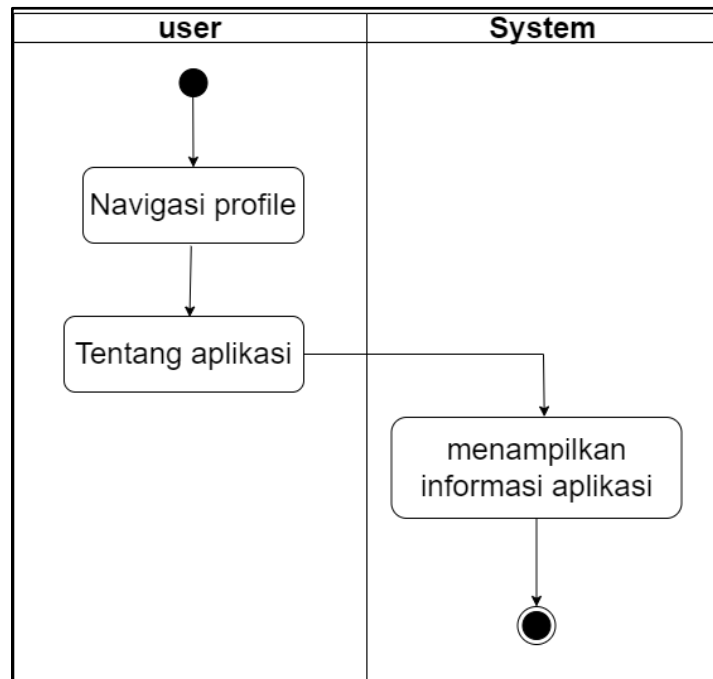 user
System
Navigasi profile
Tentang aplikasi
menampilkan
informasi aplikasi